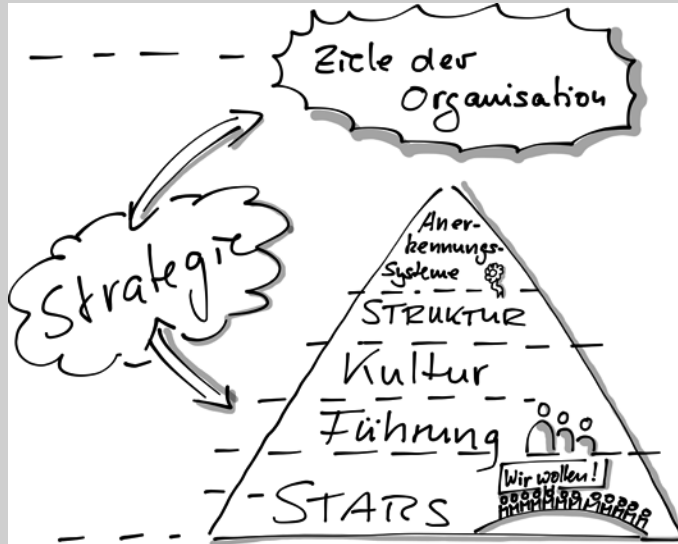 Ziele der
Organisation
Strategie
Aner-
kennungs-
Systeme
STRUKTUR
Kultur
Führung
Wir wollen!
STARS